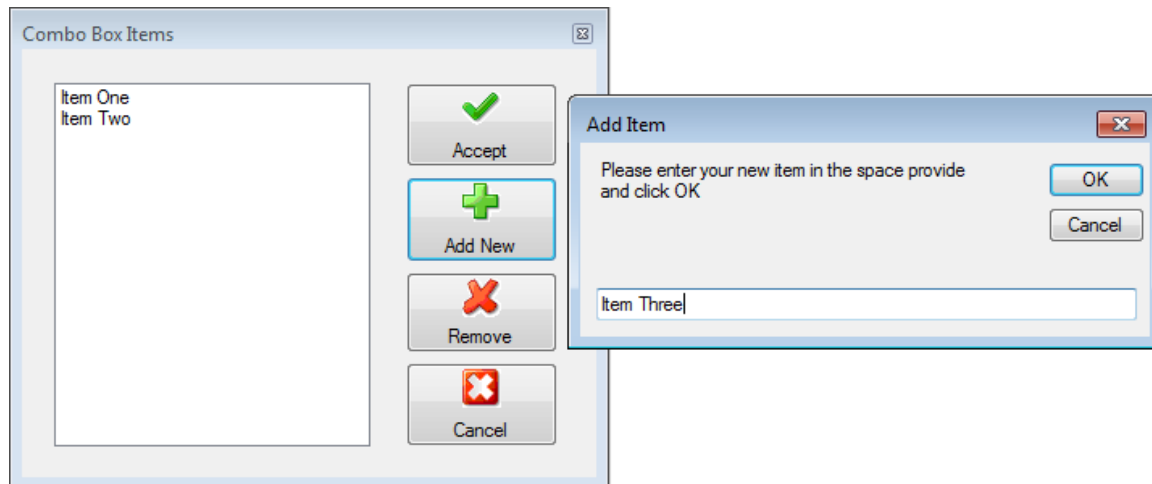 Combo Box Items
Item One
Item Two
Accept
Add New
Remove
Cancel
Add Item
Please enter your new item in the space provide
and click OK
OK
Cancel
Item Three